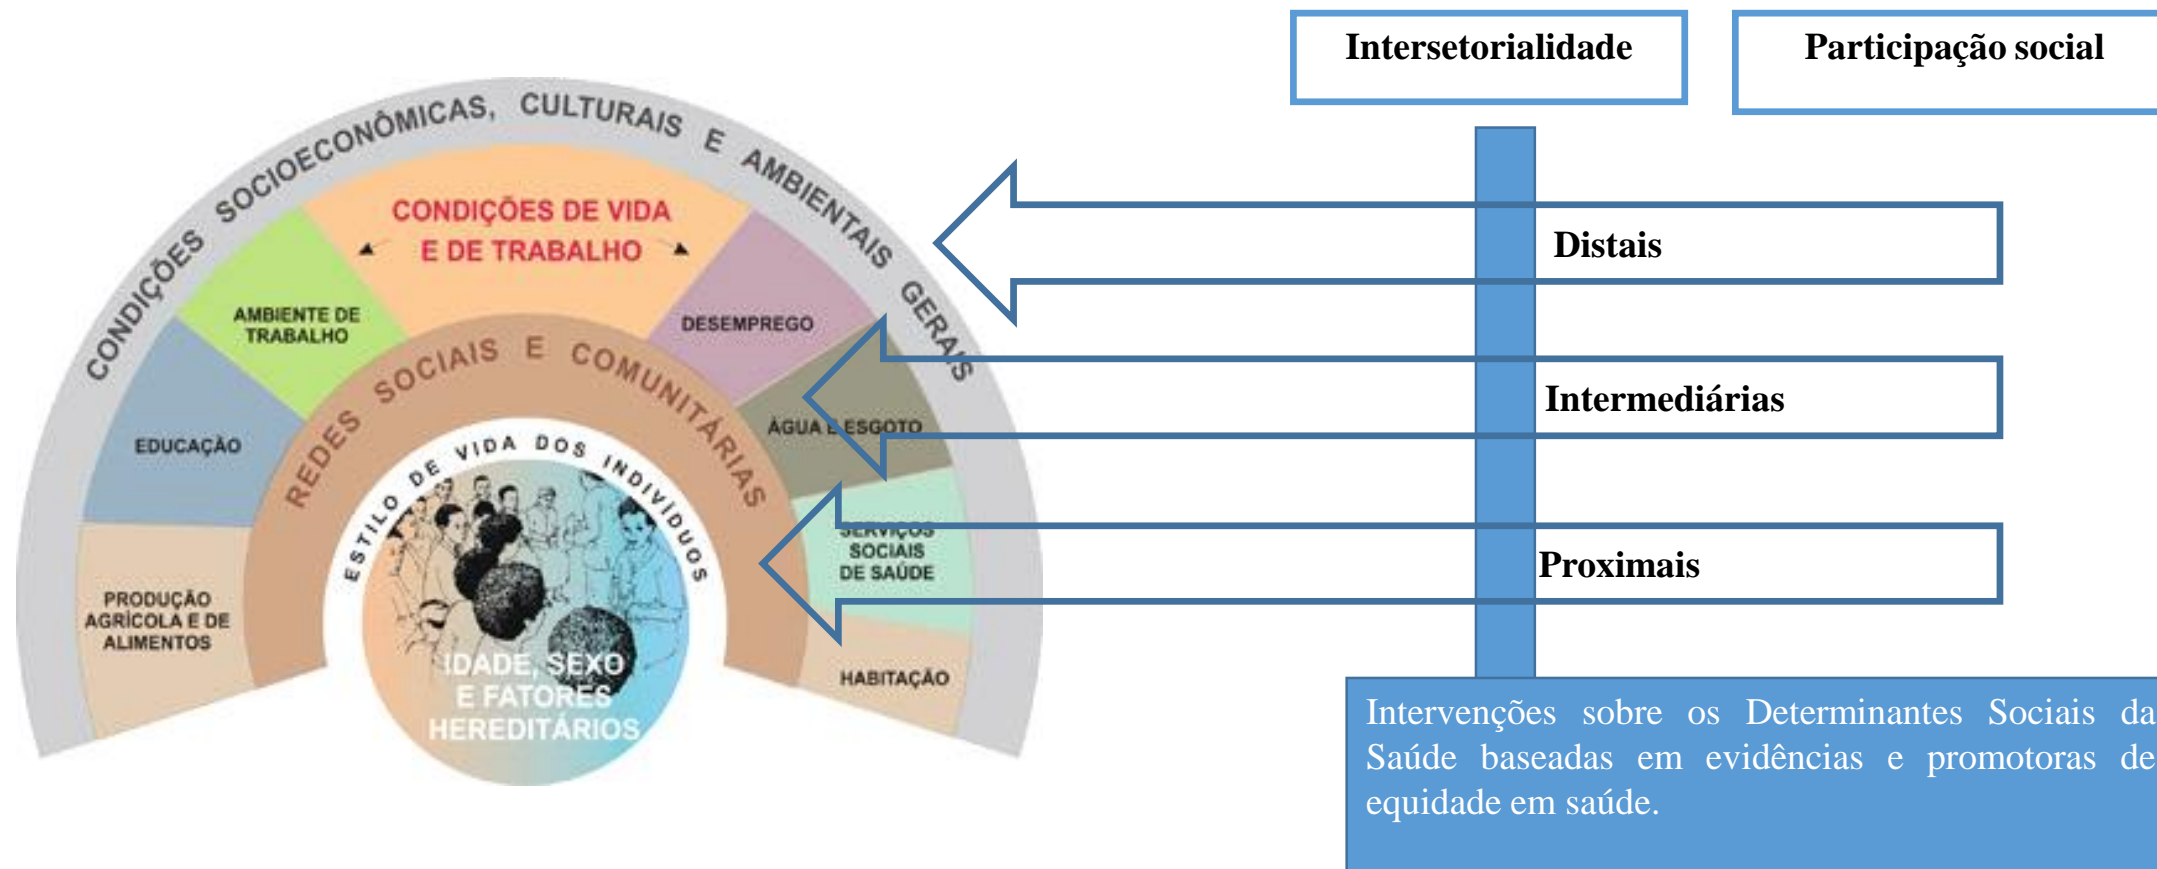 CONDIÇÕES SOCIOECONÔMICAS, CULTURAIS E AMBIENTAIS GERAIS
CONDIÇÕES DE VIDA
E DE TRABALHO
AMBIENTE DE
TRABALHO
DESEMPREGO
EDUCAÇÃO
ÁGUA E ESGOTO
PRODUÇÃO
AGRÍCOLA E DE
ALIMENTOS
SERVIÇOS
SOCIAIS
DE SAÚDE
HABITAÇÃO
REDES SOCIAIS E COMUNITÁRIAS
ESTILO DE VIDA DOS INDIVÍDUOS
IDADE, SEXO
E FATORES
HEREDITÁRIOS
Intersetorialidade
Participação social
Distais
Intermediárias
Proximais
Intervenções sobre os Determinantes Sociais da
Saúde baseadas em evidências e promotoras de
equidade em saúde.